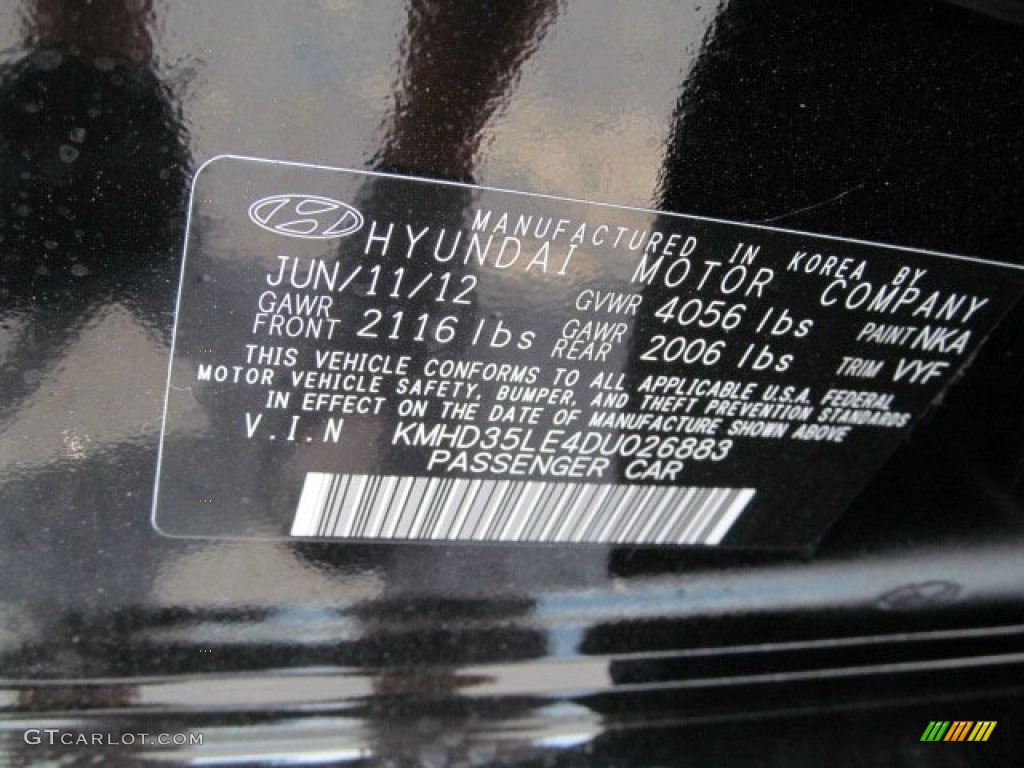 MANUFACTURED IN KOREA BY
HYUNDAI MOTOR COMPANY
JUN/11/12 GVWR 4056 lbs PAINT NKA
GAWR FRONT 2116 lbs GAWR REAR 2006 lbs TRIM VYF
THIS VEHICLE CONFORMS TO ALL APPLICABLE U.S.A. FEDERAL
MOTOR VEHICLE SAFETY, BUMPER, AND THEFT PREVENTION STANDARDS
IN EFFECT ON THE DATE OF MANUFACTURE SHOWN ABOVE
V.I.N KMHD35LE4DU026883
PASSENGER CAR
GTCARLOT.COM